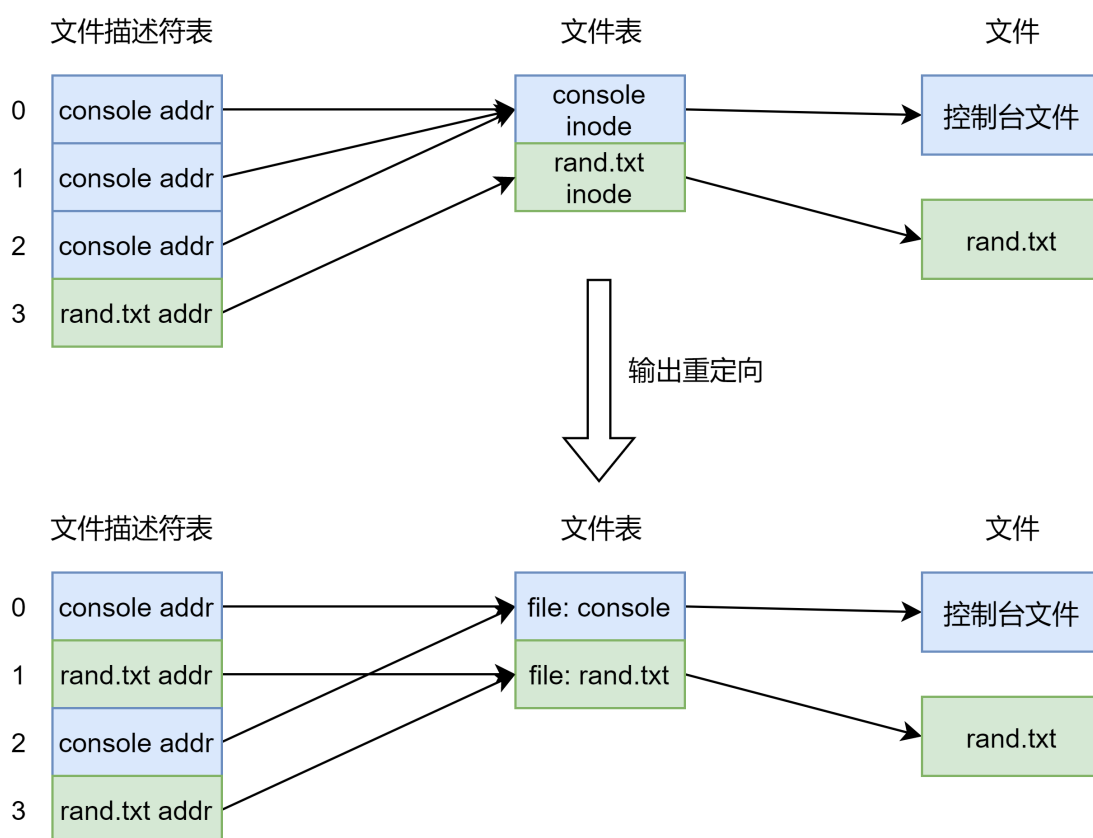 文件描述符表
文件表
文件
0
console addr
console
inode
控制台文件
1
console addr
rand.txt
inode
2
console addr
rand.txt
3
rand.txt addr
输出重定向
文件描述符表
文件表
文件
0
console addr
file: console
控制台文件
1
rand.txt addr
file: rand.txt
2
console addr
rand.txt
3
rand.txt addr